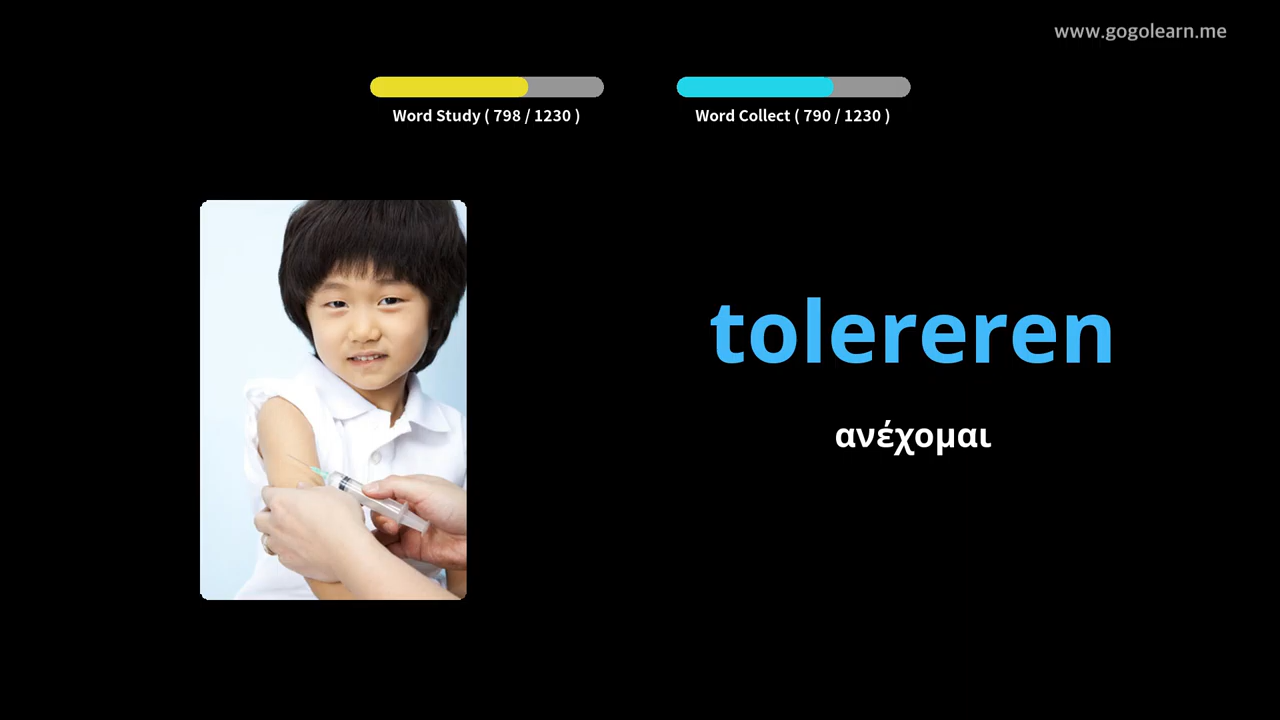 www.gogolearn.me
Word Study ( 798 / 1230 )
Word Collect ( 790 / 1230 )
tolereren
ανέχομαι